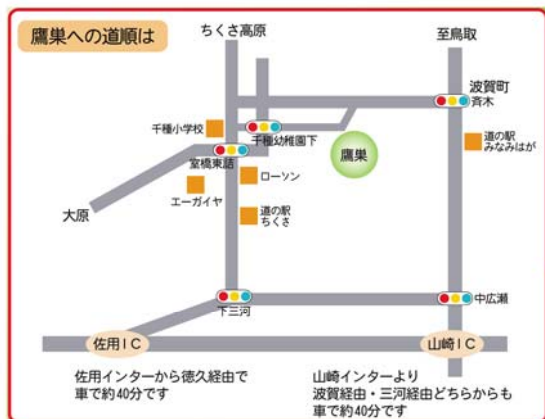 鷹巣への道順は
ちくさ高原
至鳥取
波賀町
斉木
千種小学校
千種幼稚園下
道の駅
みなみはが
室橋東詰
鷹巣
ローソン
エーガイヤ
大原
道の駅
ちくさ
下三河
中広瀬
佐用IC
山崎IC
佐用インターから徳久経由で
車で約40分です
山崎インターより
波賀経由・三河経由どちらからも
車で約40分です